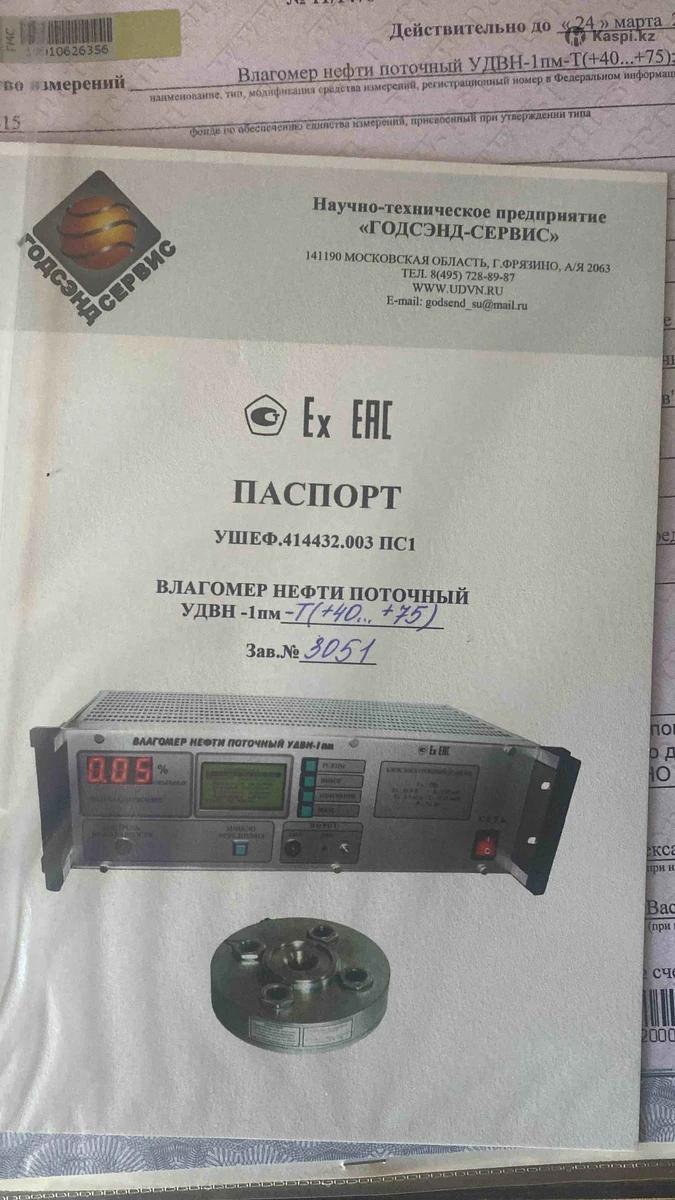 Действительно до « 24 » марта
Kaspi.kz
10626356
измерений Влагомер нефти поточный УДВН-1пм-Т(+40...+75);
наименование, тип, модификация средства измерений, регистрационный номер в Федеральном
15
фонде по обеспечению единства измерений, присвоенный при утверждении типа
ГОДСЭНД СЕРВИС
Научно-техническое предприятие
«ГОДСЭНД-СЕРВИС»
141190 МОСКОВСКАЯ ОБЛАСТЬ, Г.ФРЯЗИНО, А/Я 2063
ТЕЛ. 8(495) 728-89-87
WWW.UDVN.RU
E-mail: godsend_su@mail.ru
Ex EAC
ПАСПОРТ
УШЕФ.414432.003 ПС1
ВЛАГОМЕР НЕФТИ ПОТОЧНЫЙ
УДВН -1пм -Т(+40... +75)
Зав.№ 3051
ВЛАГОМЕР НЕФТИ ПОТОЧНЫЙ УДВН-1пм
Ex EAC
0.05 %
СЕТЬ